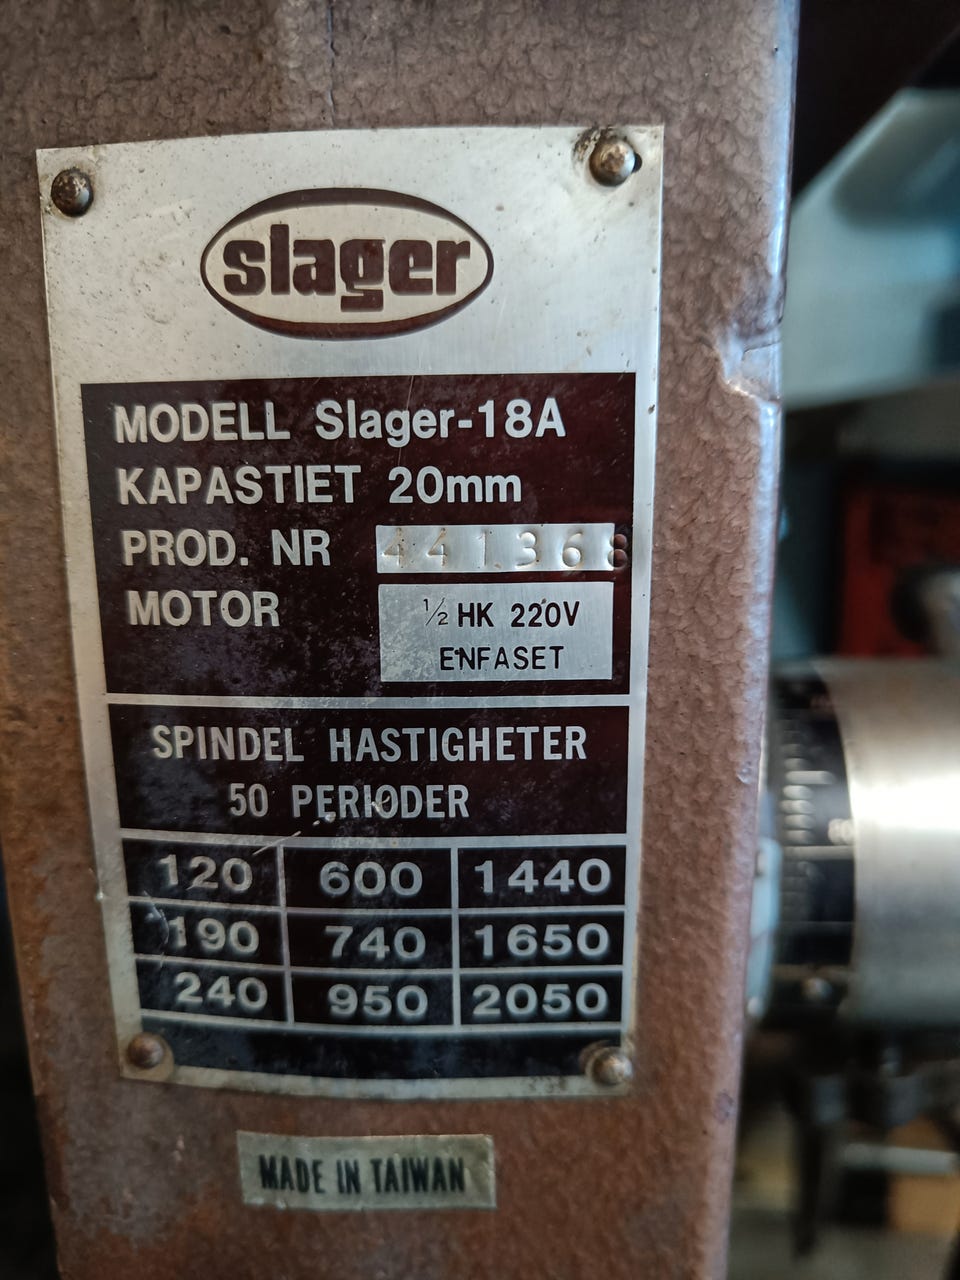 slager
MODELL Slager-18A
KAPASTIET 20mm
PROD. NR 441368
MOTOR ½ HK 220V
ENFASET
SPINDEL HASTIGHETER
50 PERIODER
120 600 1440
190 740 1650
240 950 2050
MADE IN TAIWAN